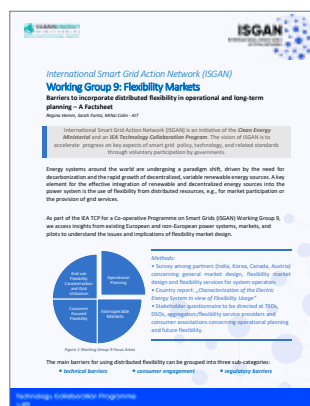 ISGAN
International Smart Grid Action Network (ISGAN)
Working Group 9: Flexibility Markets
Barriers to incorporate distributed flexibility in operational and long-term
planning – A Factsheet
Regina Hemm, Sarah Fanta, Mihai Calin - AIT
International Smart Grid Action Network (ISGAN) is an initiative of the Clean Energy
Ministerial and an IEA Technology Collaboration Program. The vision of ISGAN is to
accelerate progress on key aspects of smart grid policy, technology, and related standards
through voluntary participation by governments.
Energy systems around the world are undergoing a paradigm shift, driven by the need for
decarbonization and the rapid growth of decentralized, variable renewable energy sources. A key
element for the effective integration of renewable and decentralized energy sources into the
power system is the use of flexibility from distributed resources, e.g., for market participation or
the provision of grid services.
As part of the IEA TCP for a Co-operative Programme on Smart Grids (ISGAN) Working Group 9,
we access insights from existing European and non-European power systems, markets, and
pilots to understand the issues and implications of flexibility market design.
End-use
Flexibility
Caracterization
and Grid
Utilization
Operational
Planning
Consumer
Focused
Flexibility
Interoperable
Markets
Figure 1 Working Group 9 Focus Areas
Methods:
• Survey among partners (India, Korea, Canada, Austria)
concerning general market design, flexibility market
design and flexibility services for system operators
• Country report: „Characterization of the Electric
Energy System in view of Flexibility Usage"
• Stakeholder questionnaire to be directed at TSOs,
DSOs, aggregators/flexibility service providers and
consumer associations concerning operational planning
and future flexibility
The main barriers for using distributed flexibility can be grouped into three sub-categories:
• technical barriers • consumer engagement • regulatory barriers
Technology Collaboration Programme